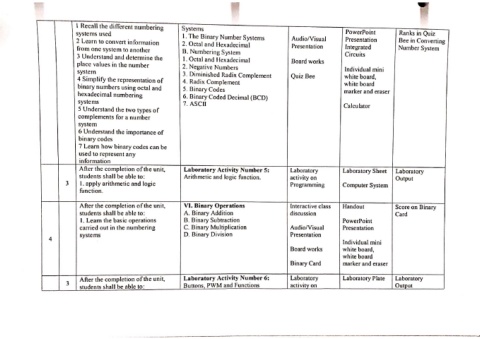 1 Recall the different numbering
systems used
2 Learn to convert information
from one system to another
3 Understand and determine the
place values in the number
system
4 Simplify the representation of
binary numbers using octal and
hexadecimal numbering
systems
5 Understand the two types of
complements for a number
system
6 Understand the importance of
binary codes
7 Learn how binary codes can be
used to represent any
information
Systems
1. The Binary Number Systems
2. Octal and Hexadecimal
B. Numbering System
1. Octal and Hexadecimal
2. Negative Numbers
3. Diminished Radix Complement
4. Radix Complement
5. Binary Codes
6. Binary Coded Decimal (BCD)
7. ASCII
Audio/Visual
Presentation
Board works
Quiz Bee
PowerPoint
Presentation
Integrated
Circuits
Individual mini
white board,
white board
marker and eraser
Calculator
Ranks in Quiz
Bee in Converting
Number System
3
After the completion of the unit,
students shall be able to:
1. apply arithmetic and logic
function.
Laboratory Activity Number 5:
Arithmetic and logic function.
Laboratory
activity on
Programming
Laboratory Sheet
Computer System
Laboratory
Output
4
After the completion of the unit,
students shall be able to:
1. Learn the basic operations
carried out in the numbering
systems
VI. Binary Operations
A. Binary Addition
B. Binary Subtraction
C. Binary Multiplication
D. Binary Division
Interactive class
discussion
Audio/Visual
Presentation
Board works
Binary Card
Handout
PowerPoint
Presentation
Individual mini
white board,
white board
marker and eraser
Score on Binary
Card
3
After the completion of the unit,
students shall be able to:
Laboratory Activity Number 6:
Buttons, PWM and Functions
Laboratory
activity on
Laboratory Plate
Laboratory
Output